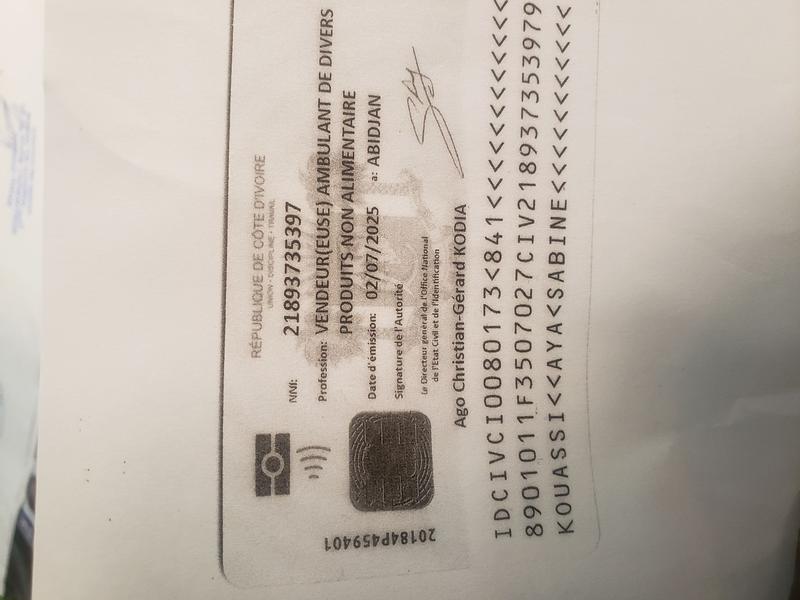 RÉPUBLIQUE DE CÔTE D'IVOIRE
UNION - DISCIPLINE - TRAVAIL
NNI:
21893735397
Profession: VENDEUR(EUSE) AMBULANT DE DIVERS
PRODUITS NON ALIMENTAIRE
Date d'émission: 02/07/2025 à: ABIDJAN
Signature de l'Autorité
Le Directeur général de l'Office National
de l'Etat Civil et de l'Identification
Ago Christian-Gérard KODIA
20184P459401
IDCIVCI0080173<841<<<<<<<<<<<
8901011F3507027CIV21893735397 9
KOUASSI<<AYA<SABINE<<<<<<<<<<